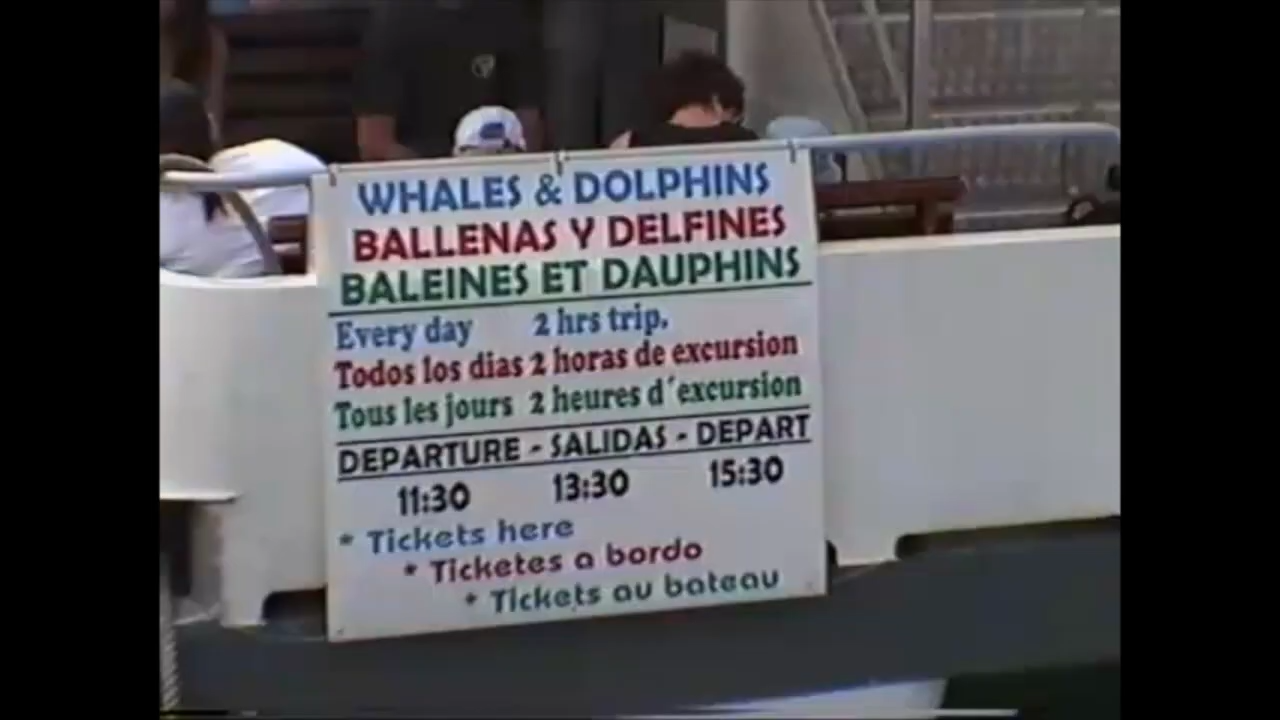 WHALES & DOLPHINS
BALLENAS Y DELFINES
BALEINES ET DAUPHINS
Every day 2 hrs trip.
Todos los dias 2 horas de excursion
Tous les jours 2 heures d´excursion
DEPARTURE - SALIDAS - DEPART
11:30 13:30 15:30
* Tickets here
* Ticketes a bordo
* Tickets au bateau